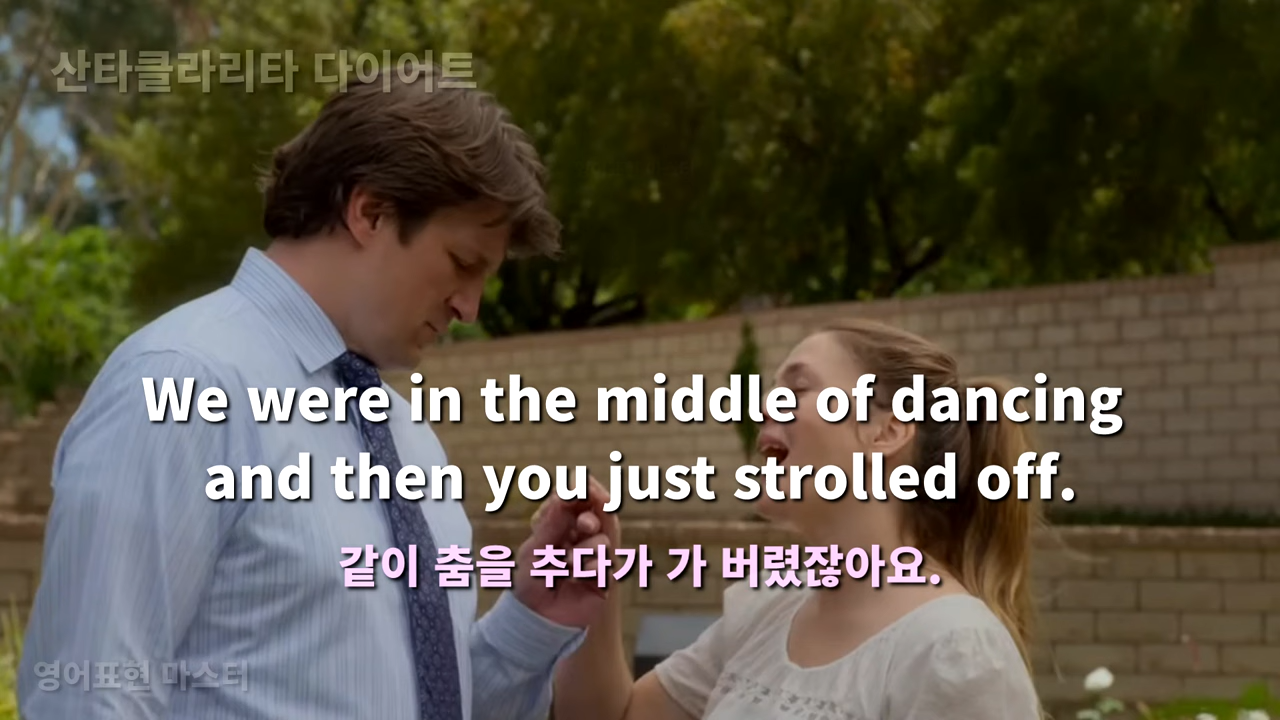 산타클라리타 다이어트
We were in the middle of dancing
and then you just strolled off.
같이 춤을 추다가 가 버렸잖아요.
영어표현 마스터